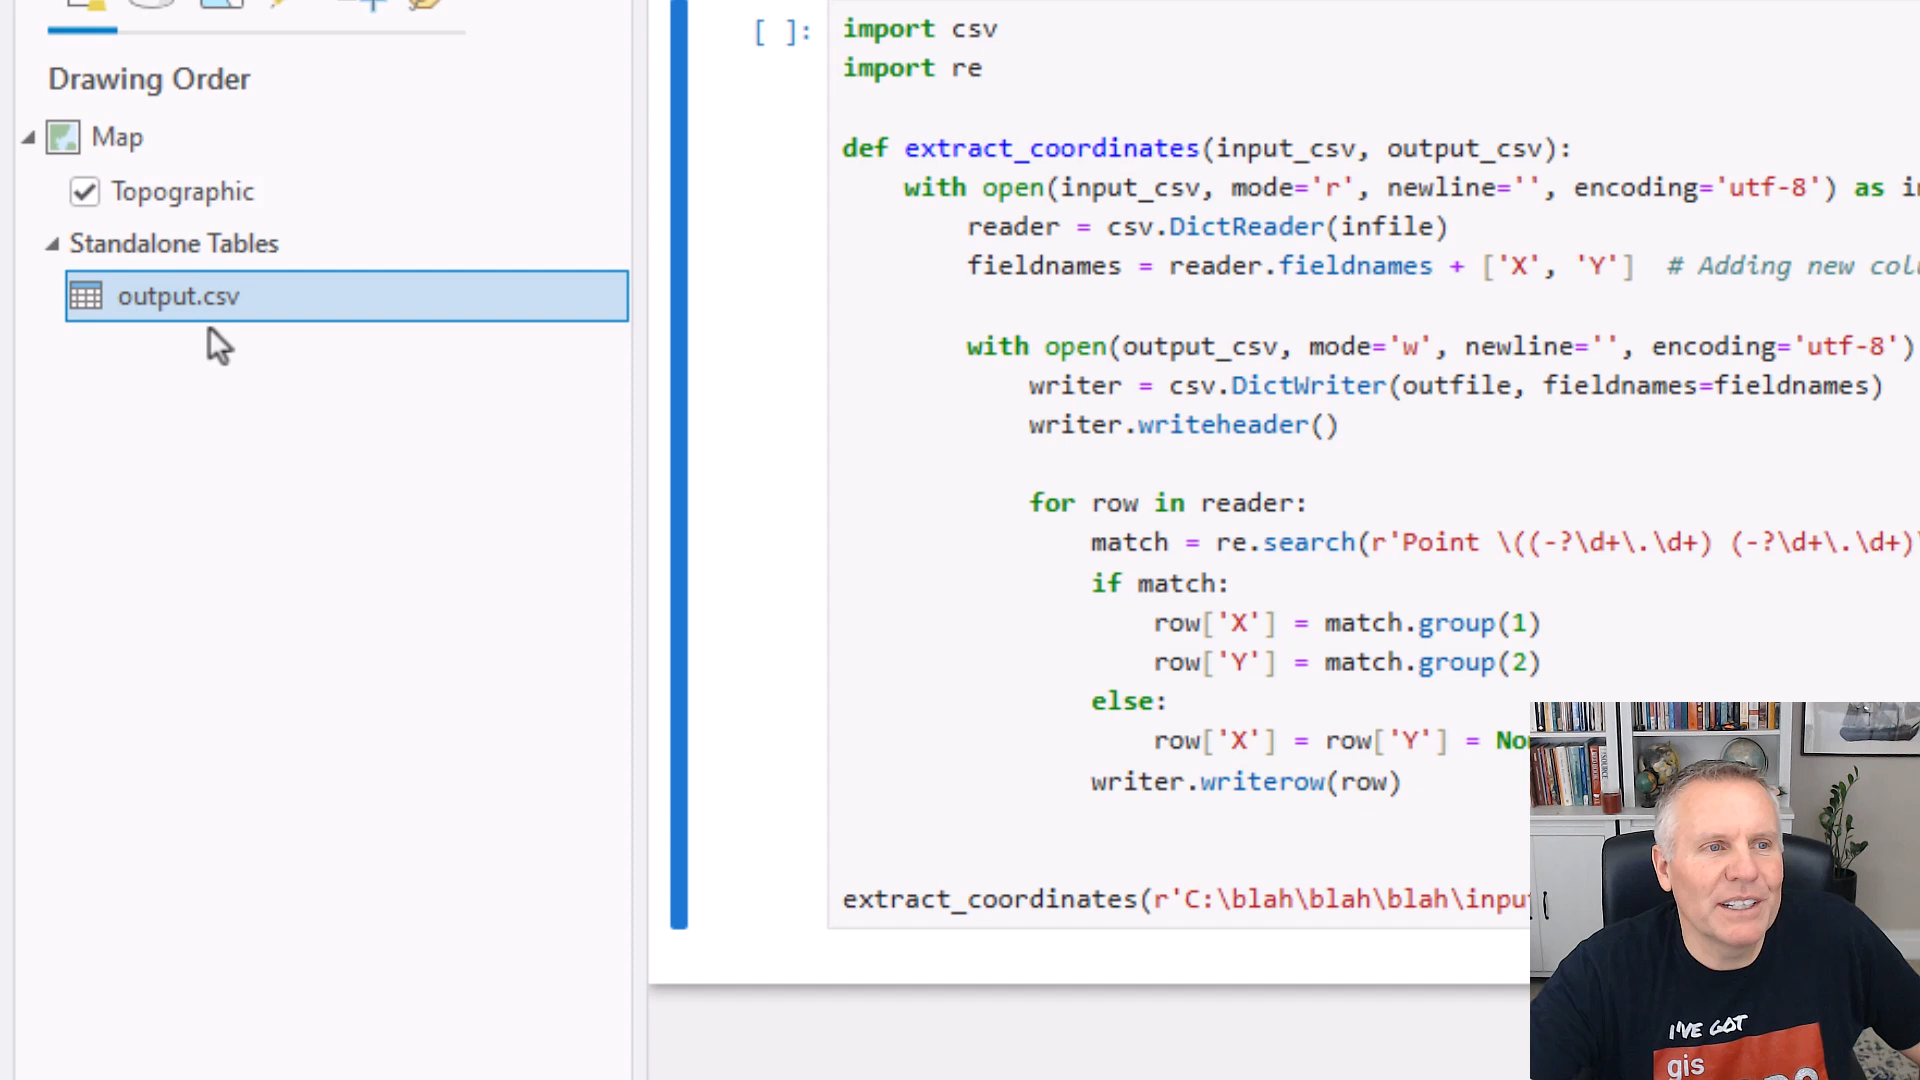 Drawing Order
Map
Topographic
Standalone Tables
output.csv
[ ]:
import csv
import re
def extract_coordinates(input_csv, output_csv):
with open(input_csv, mode='r', newline='', encoding='utf-8') as
reader = csv.DictReader(infile)
fieldnames = reader.fieldnames + ['X', 'Y'] # Adding new
with open(output_csv, mode='w', newline='', encoding='utf-8')
writer = csv.DictWriter(outfile, fieldnames=fieldnames)
writer.writeheader()
for row in reader:
match = re.search(r'Point \((-?\d+\.\d+) (-?\d+\.\d+)
if match:
row['X'] = match.group(1)
row['Y'] = match.group(2)
else:
row['X'] = row['Y'] =
writer.writerow(row)
extract_coordinates(r'C:\blah\blah\blah\inpu
I'VE GOT
gis